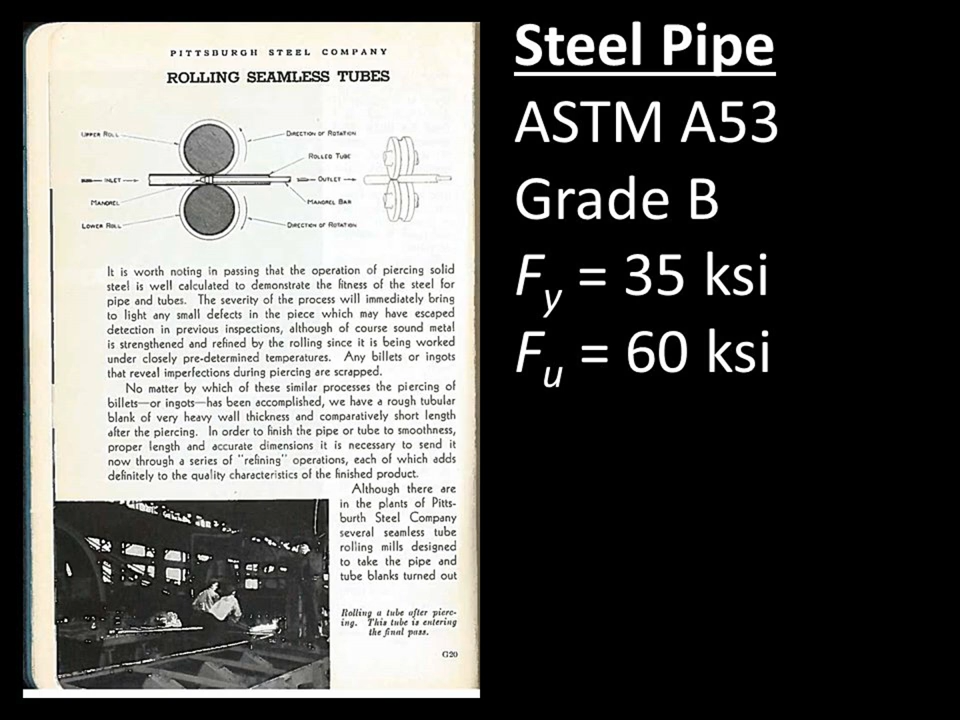 PITTSBURGH STEEL COMPANY
ROLLING SEAMLESS TUBES
UPPER ROLL
DIRECTION OF ROTATION
ROLLED TUBE
INLET
OUTLET
MANDREL
MANDREL BAR
LOWER ROLL
DIRECTION OF ROTATION
It is worth noting in passing that the operation of piercing solid
steel is well calculated to demonstrate the fitness of the steel for
pipe and tubes. The severity of the process will immediately bring
to light any small defects in the piece which may have escaped
detection in previous inspections, although of course sound metal
is strengthened and refined by the rolling since it is being worked
under closely pre-determined temperatures. Any billets or ingots
that reveal imperfections during piercing are scrapped.
No matter by which of these similar processes the piercing of
billets—or ingots—has been accomplished, we have a rough tubular
blank of very heavy wall thickness and comparatively short length
after the piercing. In order to finish the pipe or tube to smoothness,
proper length and accurate dimensions it is necessary to send it
now through a series of "refining" operations, each of which adds
definitely to the quality characteristics of the finished product.
Although there are
in the plants of Pitts-
burth Steel Company
several seamless tube
rolling mills designed
to take the pipe and
tube blanks turned out
Rolling a tube after pierc-
ing. This tube is entering
the final pass.
G20
Steel Pipe
ASTM A53
Grade B
Fy = 35 ksi
Fu = 60 ksi